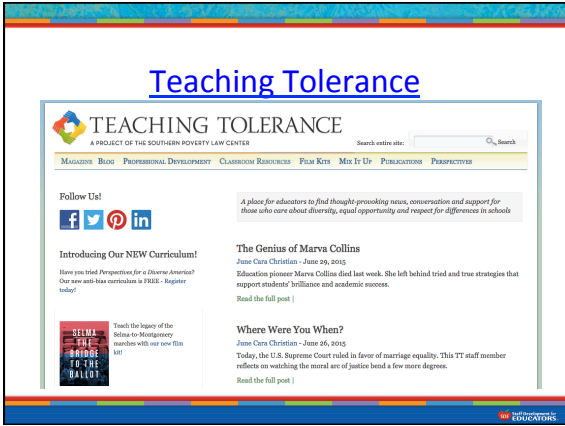 Teaching Tolerance
TEACHING TOLERANCE
A PROJECT OF THE SOUTHERN POVERTY LAW CENTER
Search entire site:
Search
Magazine Blog Professional Development Classroom Resources Film Kits Mix It Up Publications Perspectives
Follow Us!
A place for educators to find thought-provoking news, conversation and support for
those who care about diversity, equal opportunity and respect for differences in schools
Introducing Our NEW Curriculum!
Have you tried Perspectives for a Diverse America?
Our new anti-bias curriculum is FREE - Register
today!
SELMA
THE
BRIDGE
TO THE
BALLOT
Teach the legacy of the
Selma-to-Montgomery
marches with our new film
kit!
The Genius of Marva Collins
June Cara Christian - June 29, 2015
Education pioneer Marva Collins died last week. She left behind tried and true strategies that
support students' brilliance and academic success.
Read the full post |
Where Were You When?
June Cara Christian - June 26, 2015
Today, the U.S. Supreme Court ruled in favor of marriage equality. This TT staff member
reflects on watching the moral arc of justice bend a few more degrees.
Read the full post |
SDE Staff Development for
EDUCATORS